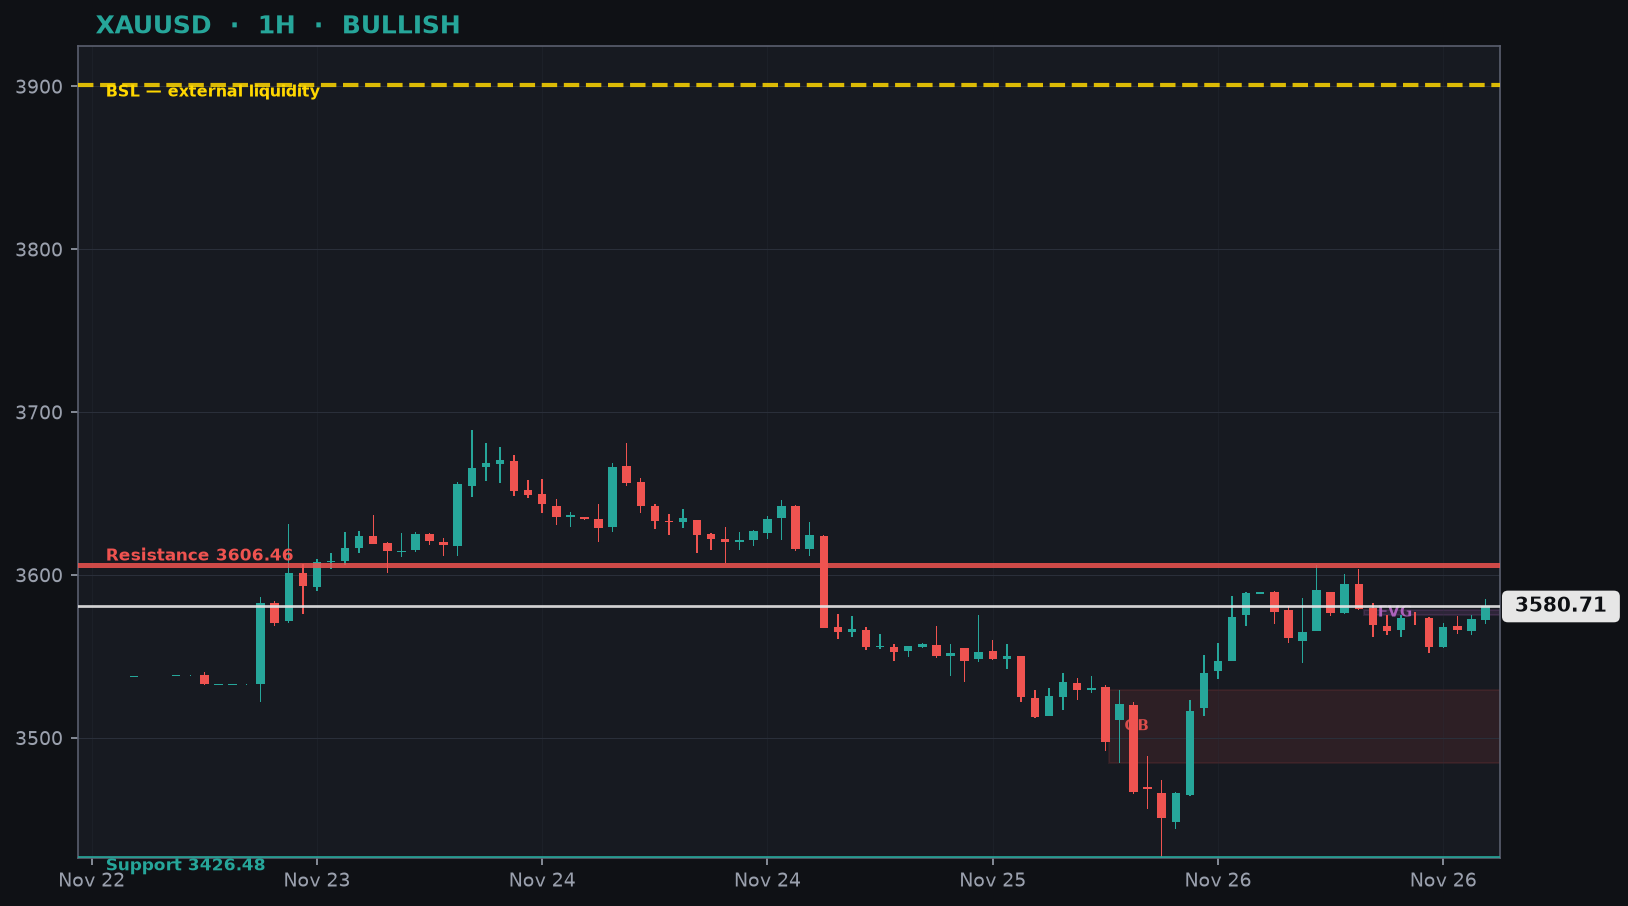 XAUUSD · 1H · BULLISH
3900
BSL — external liquidity
3800
3700
Resistance 3606.46
3600
3580.71
FVG
OB
3500
Support 3426.48
Nov 22 Nov 23 Nov 24 Nov 24 Nov 25 Nov 26 Nov 26